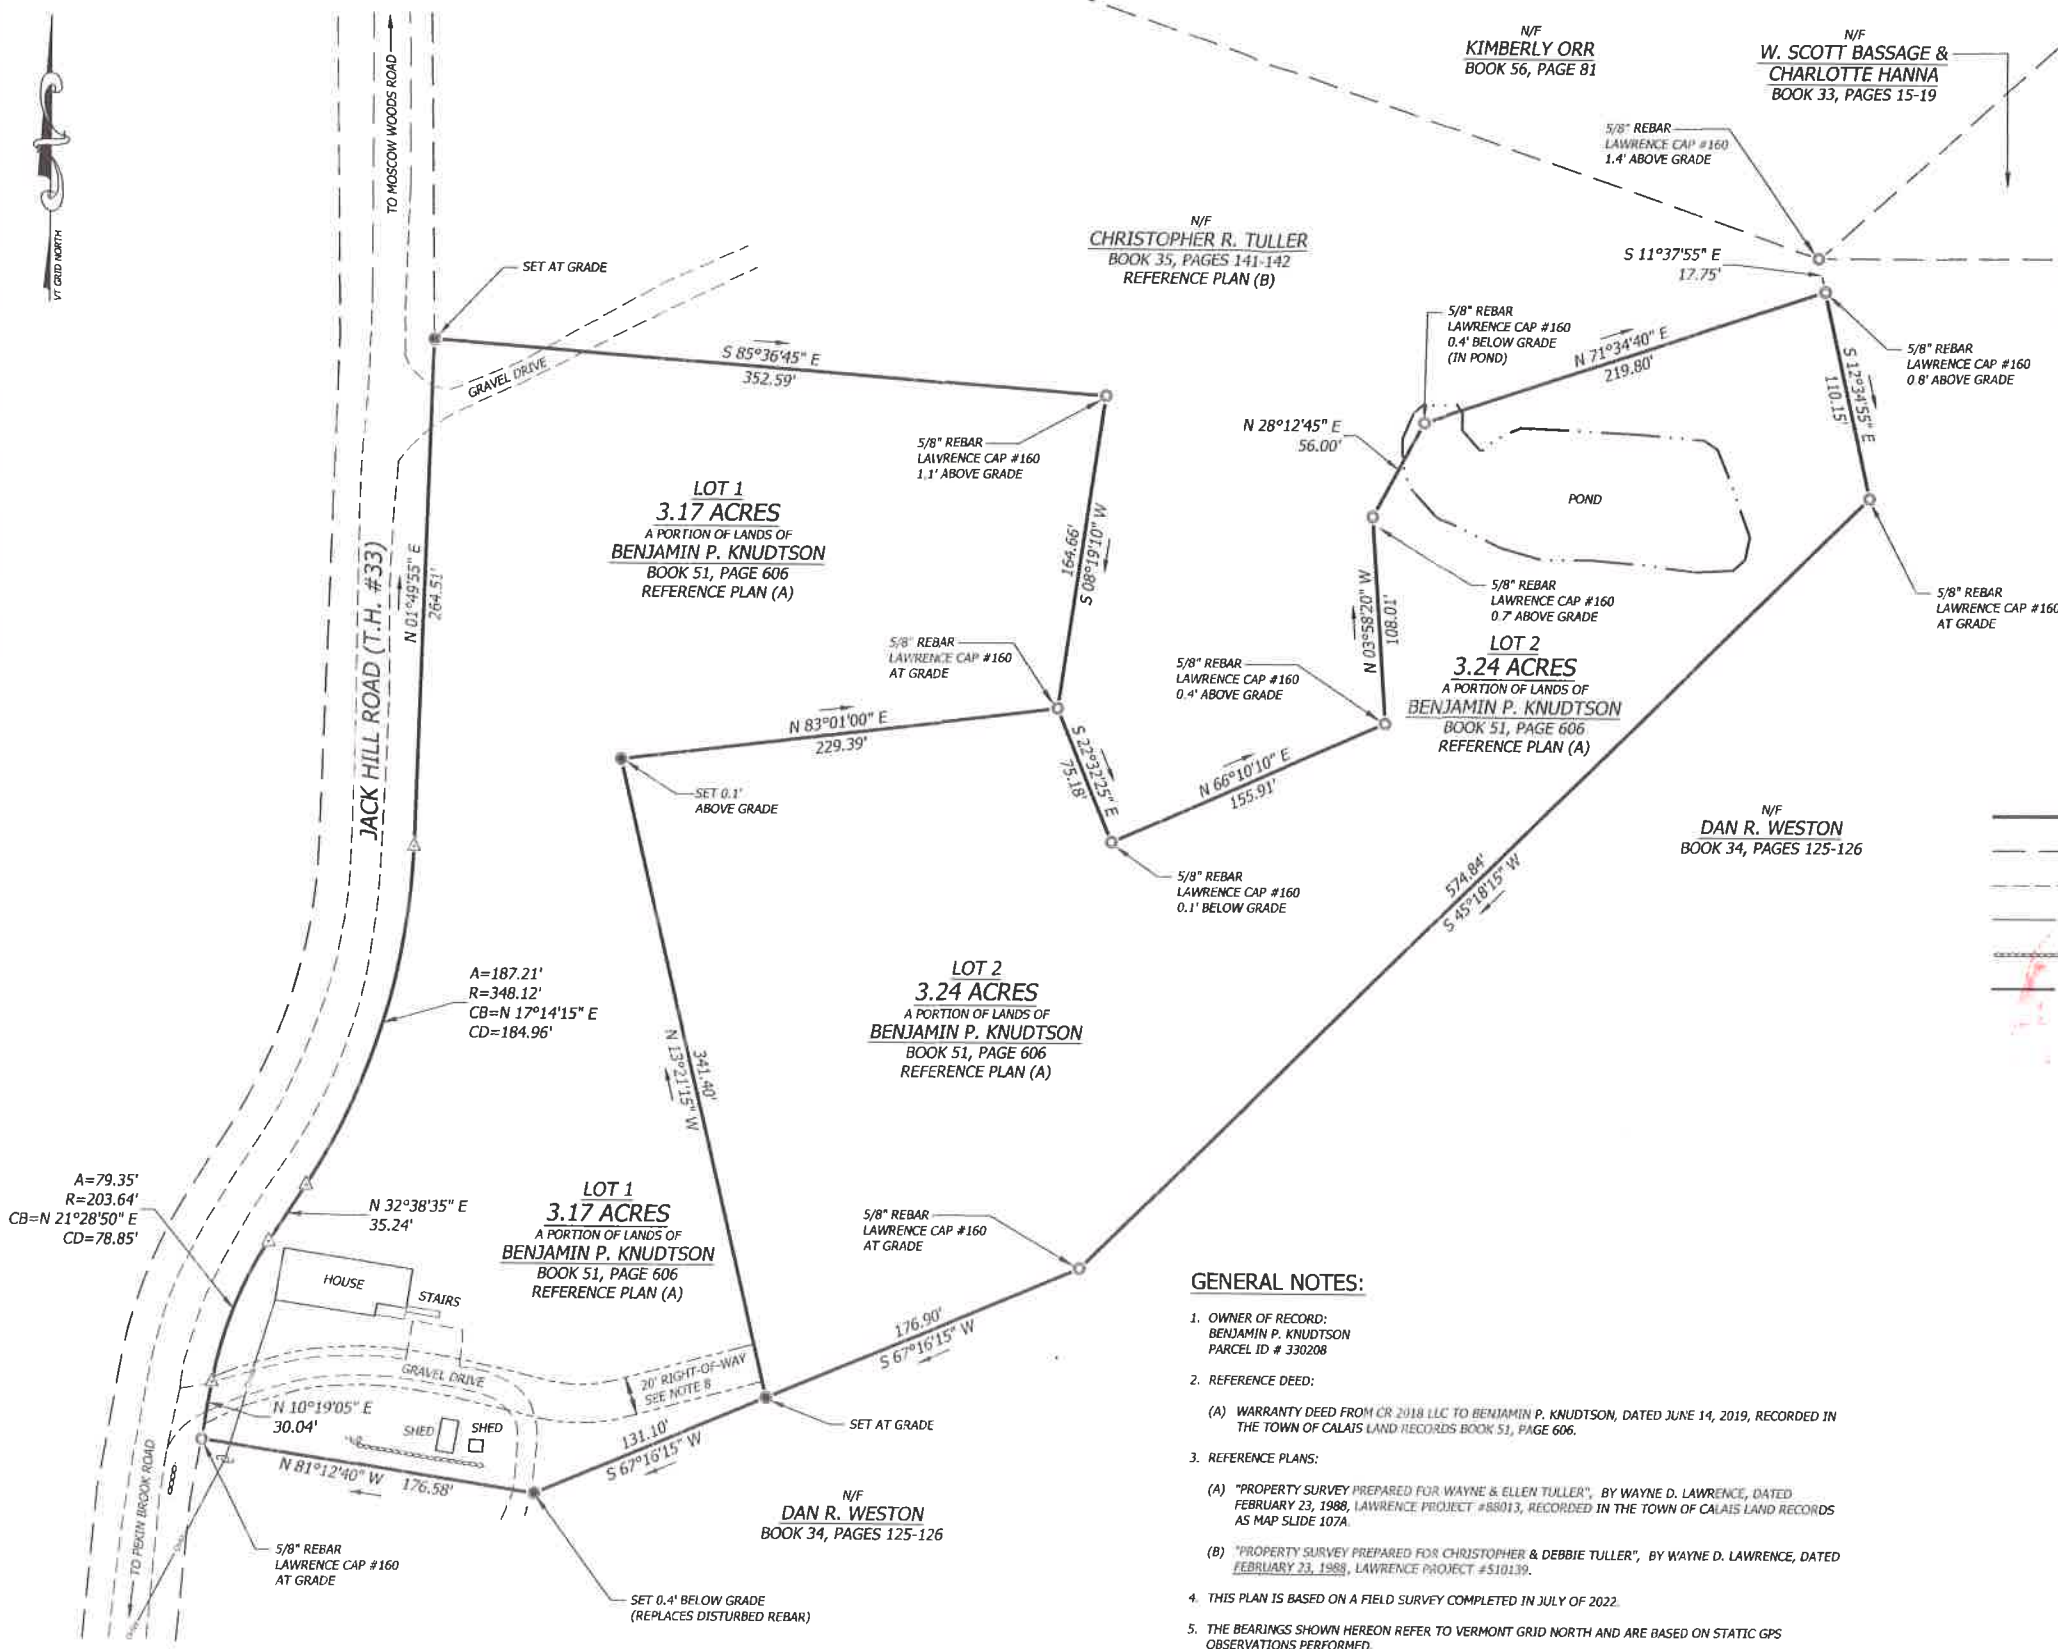 VT GRID NORTH
TO MOSCOW WOODS ROAD
N/F
KIMBERLY ORR
BOOK 56, PAGE 81
N/F
W. SCOTT BASSAGE &
CHARLOTTE HANNA
BOOK 33, PAGES 15-19
5/8" REBAR
LAWRENCE CAP #160
1.4' ABOVE GRADE
N/F
CHRISTOPHER R. TULLER
BOOK 35, PAGES 141-142
REFERENCE PLAN (B)
S 11°37'55" E
17.75'
SET AT GRADE
5/8" REBAR
LAWRENCE CAP #160
0.4' BELOW GRADE
(IN POND)
N 71°34'40" E
219.80'
5/8" REBAR
LAWRENCE CAP #160
0.8' ABOVE GRADE
S 12°34'55" E
110.15'
S 85°36'45" E
352.59'
GRAVEL DRIVE
N 28°12'45" E
56.00'
5/8" REBAR
LAWRENCE CAP #160
1.1' ABOVE GRADE
POND
LOT 1
3.17 ACRES
A PORTION OF LANDS OF
BENJAMIN P. KNUDTSON
BOOK 51, PAGE 606
REFERENCE PLAN (A)
164.66'
S 08°19'10" W
N 01°49'55" E
264.51'
JACK HILL ROAD (T.H. #33)
5/8" REBAR
LAWRENCE CAP #160
0.7' ABOVE GRADE
5/8" REBAR
LAWRENCE CAP #160
AT GRADE
N 03°58'20" W
108.01'
5/8" REBAR
LAWRENCE CAP #160
AT GRADE
5/8" REBAR
LAWRENCE CAP #160
0.4' ABOVE GRADE
LOT 2
3.24 ACRES
A PORTION OF LANDS OF
BENJAMIN P. KNUDTSON
BOOK 51, PAGE 606
REFERENCE PLAN (A)
N 83°01'00" E
229.39'
S 22°32'25" E
75.18'
N 66°10'10" E
155.91'
SET 0.1'
ABOVE GRADE
N/F
DAN R. WESTON
BOOK 34, PAGES 125-126
5/8" REBAR
LAWRENCE CAP #160
0.1' BELOW GRADE
574.84'
S 45°18'15" W
A=187.21'
R=348.12'
CB=N 17°14'15" E
CD=184.96'
LOT 2
3.24 ACRES
A PORTION OF LANDS OF
BENJAMIN P. KNUDTSON
BOOK 51, PAGE 606
REFERENCE PLAN (A)
341.40'
N 13°21'15" W
A=79.35'
R=203.64'
CB=N 21°28'50" E
CD=78.85'
N 32°38'35" E
35.24'
LOT 1
3.17 ACRES
A PORTION OF LANDS OF
BENJAMIN P. KNUDTSON
BOOK 51, PAGE 606
REFERENCE PLAN (A)
5/8" REBAR
LAWRENCE CAP #160
AT GRADE
HOUSE
STAIRS
176.90'
S 67°16'15" W
GRAVEL DRIVE
20' RIGHT-OF-WAY
SEE NOTE 8
N 10°19'05" E
30.04'
SHED
SHED
SET AT GRADE
131.10'
S 67°16'15" W
N 81°12'40" W 176.58'
TO PEKIN BROOK ROAD
N/F
DAN R. WESTON
BOOK 34, PAGES 125-126
5/8" REBAR
LAWRENCE CAP #160
AT GRADE
SET 0.4' BELOW GRADE
(REPLACES DISTURBED REBAR)
GENERAL NOTES:
1. OWNER OF RECORD:
BENJAMIN P. KNUDTSON
PARCEL ID # 330208
2. REFERENCE DEED:
(A) WARRANTY DEED FROM CR 2018 LLC TO BENJAMIN P. KNUDTSON, DATED JUNE 14, 2019, RECORDED IN
THE TOWN OF CALAIS LAND RECORDS BOOK 51, PAGE 606.
3. REFERENCE PLANS:
(A) "PROPERTY SURVEY PREPARED FOR WAYNE & ELLEN TULLER", BY WAYNE D. LAWRENCE, DATED
FEBRUARY 23, 1988, LAWRENCE PROJECT #88013, RECORDED IN THE TOWN OF CALAIS LAND RECORDS
AS MAP SLIDE 107A.
(B) "PROPERTY SURVEY PREPARED FOR CHRISTOPHER & DEBBIE TULLER", BY WAYNE D. LAWRENCE, DATED
FEBRUARY 23, 1988, LAWRENCE PROJECT #510139.
4. THIS PLAN IS BASED ON A FIELD SURVEY COMPLETED IN JULY OF 2022.
5. THE BEARINGS SHOWN HEREON REFER TO VERMONT GRID NORTH AND ARE BASED ON STATIC GPS
OBSERVATIONS PERFORMED.